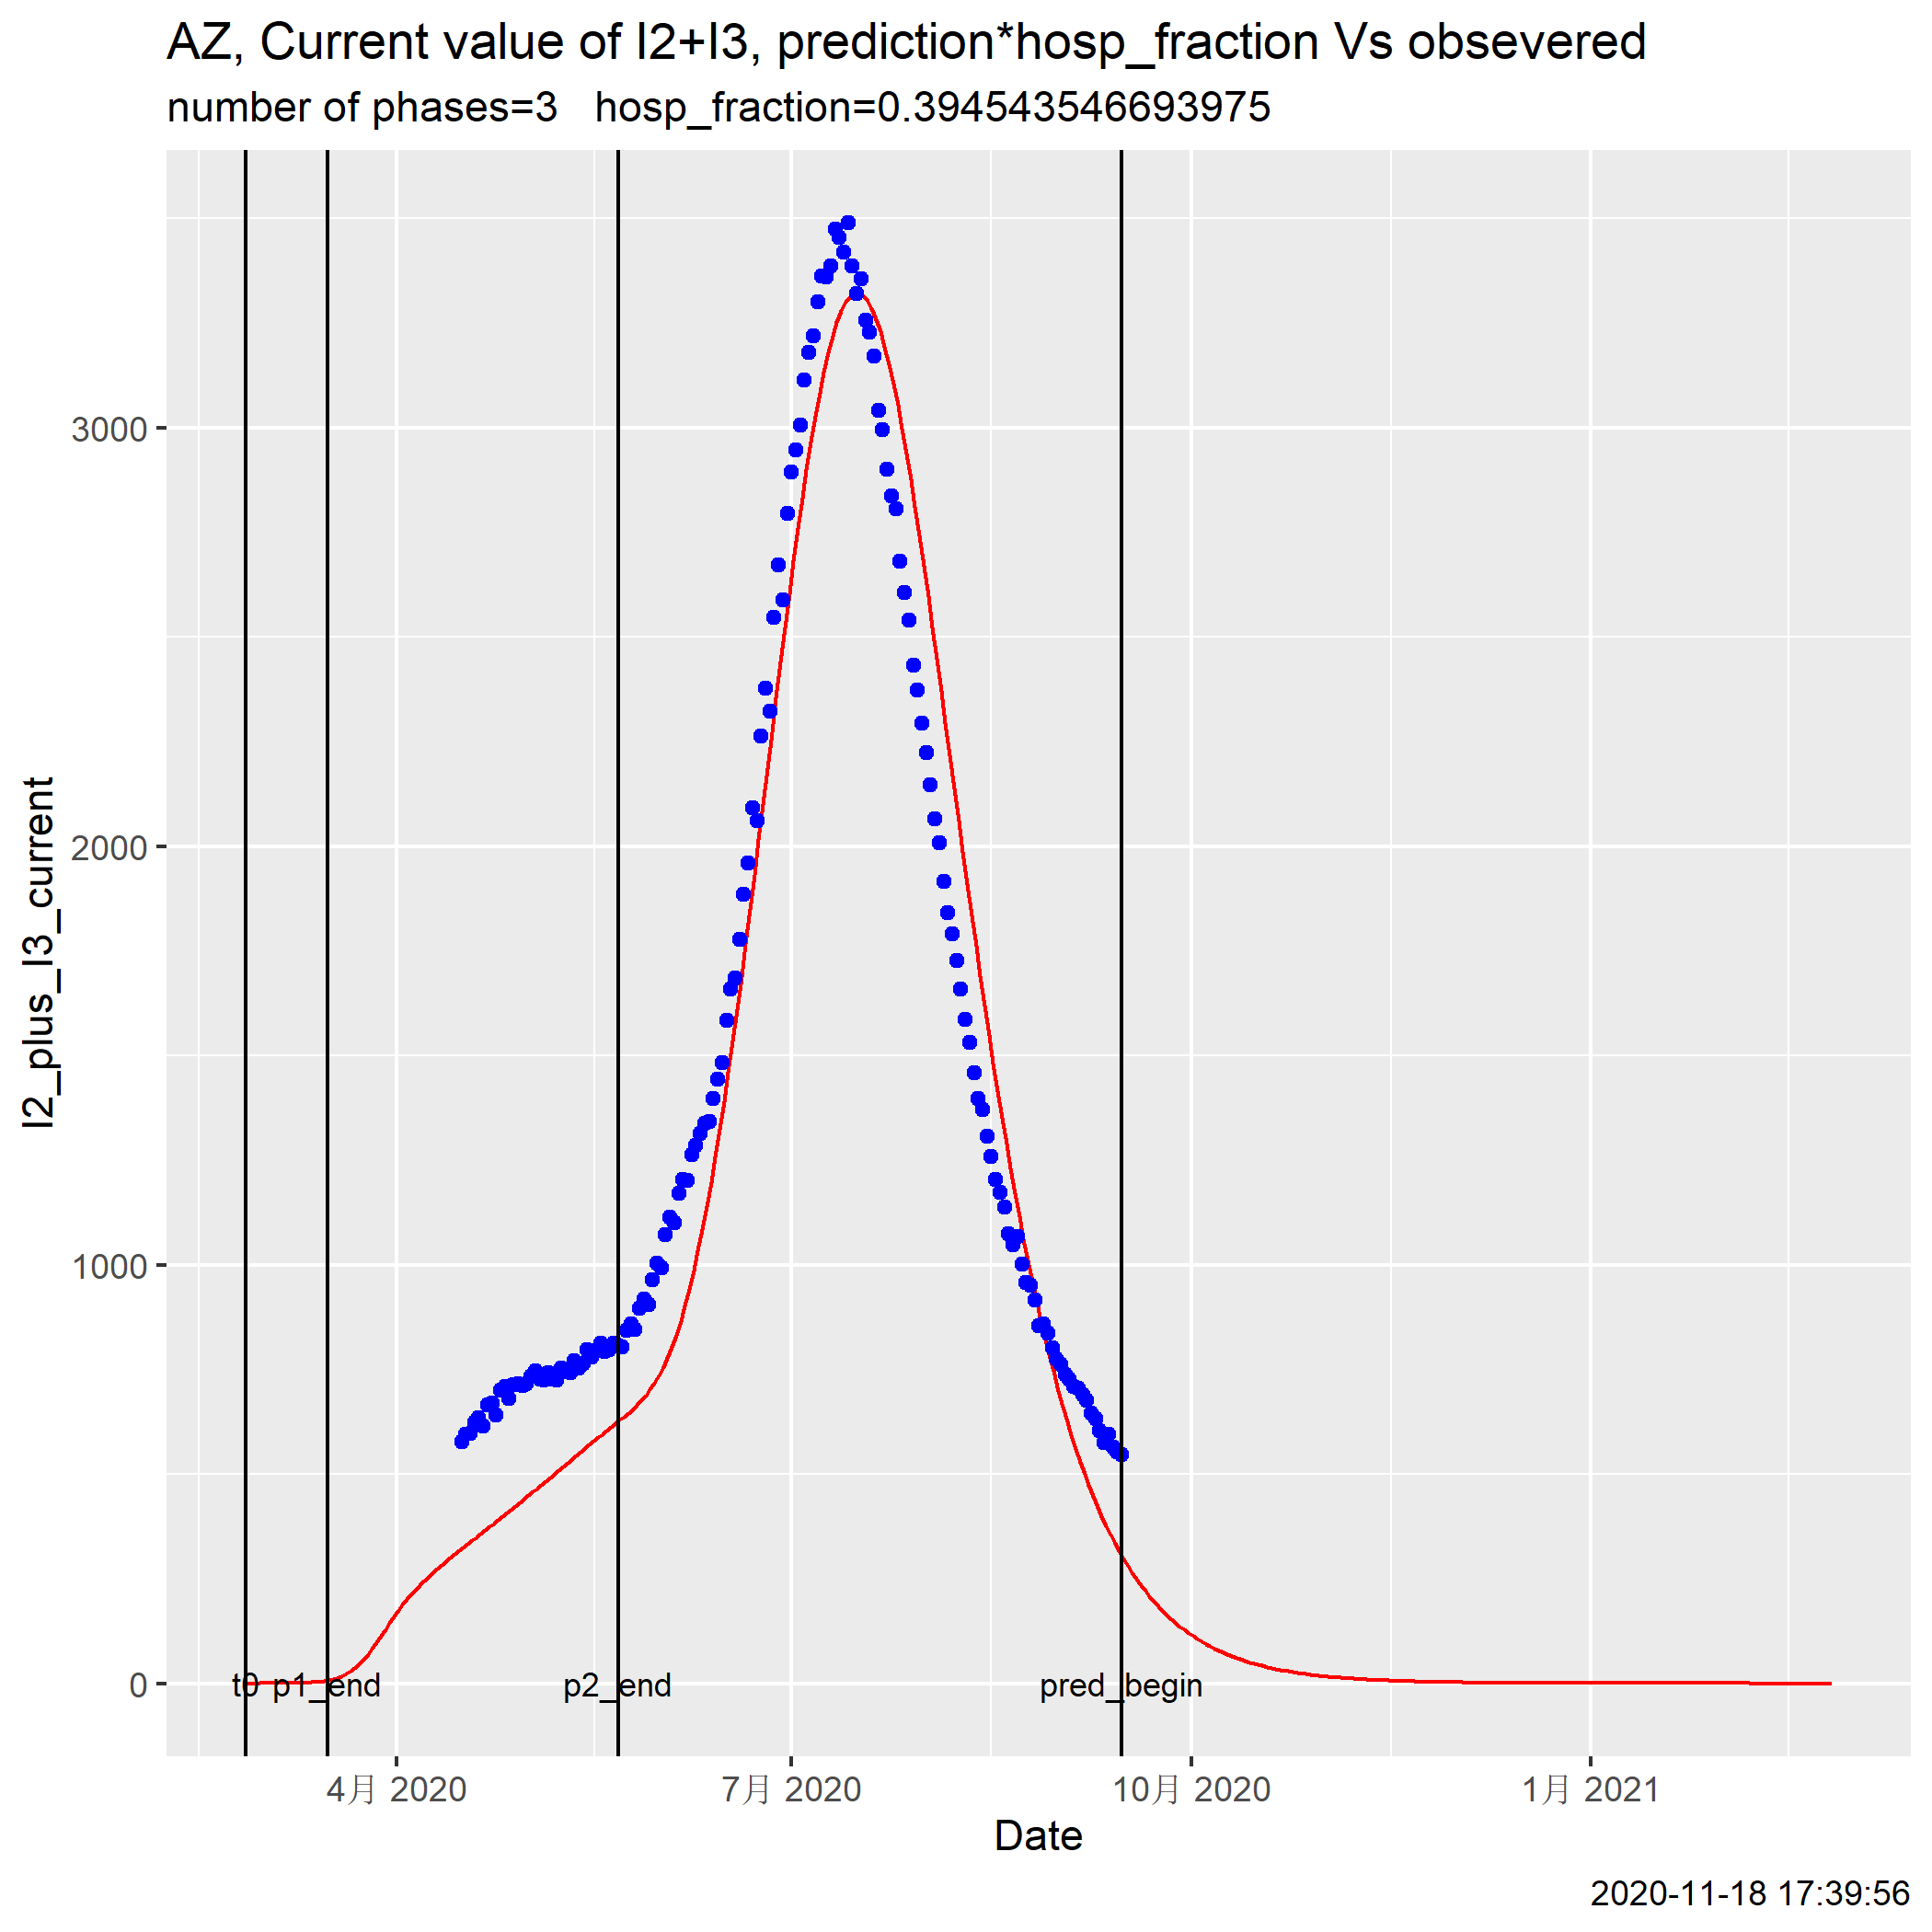 AZ, Current value of I2+I3, prediction*hosp_fraction Vs obsevered
number of phases=3 hosp_fraction=0.394543546693975
I2_plus_I3_current
3000
2000
1000
0
t0 p1_end p2_end pred_begin
4月 2020 7月 2020 10月 2020 1月 2021
Date
2020-11-18 17:39:56